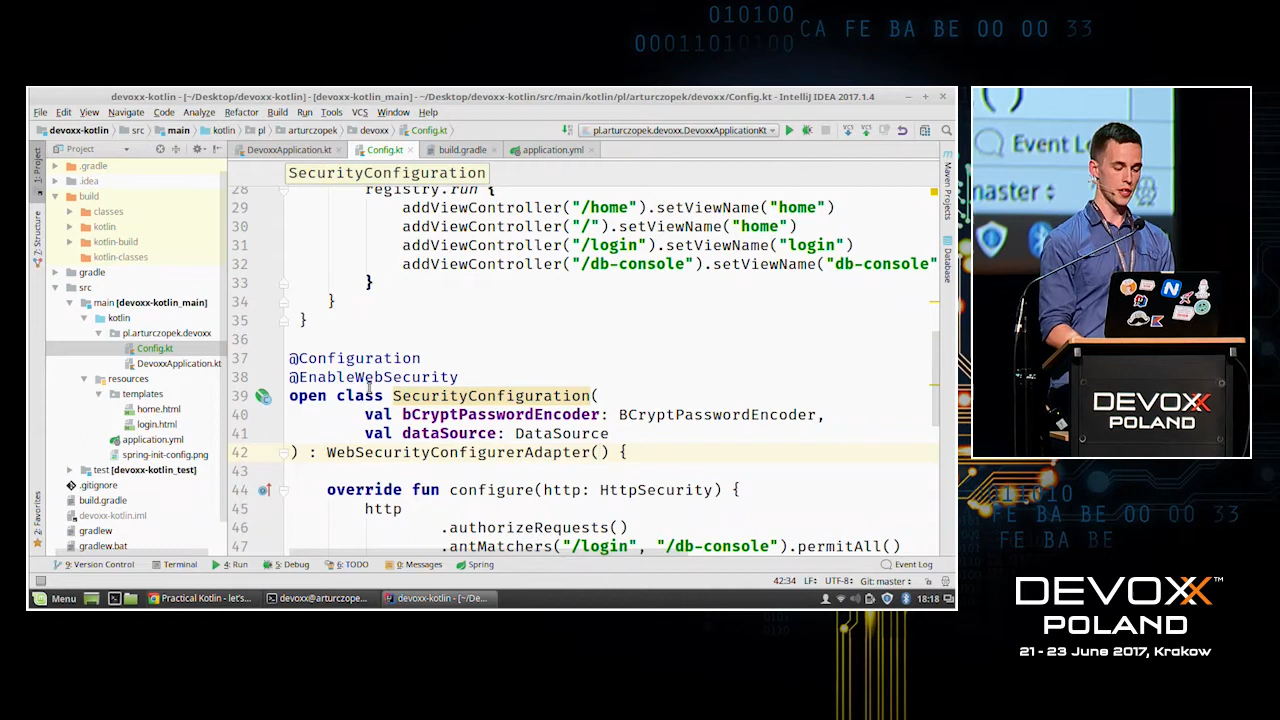 010100
00011010100
CA FE BA BE 00 00 33
devoxx-kotlin - [~/Desktop/devoxx-kotlin] - [devoxx-kotlin_main] - ~/Desktop/devoxx-kotlin/src/main/kotlin/pl/arturczopek/devoxx/Config.kt - IntelliJ IDEA 2017.1.4
File Edit View Navigate Code Analyze Refactor Build Run Tools VCS Window Help
devoxx-kotlin src main kotlin pl arturczopek devoxx Config.kt pl.arturczopek.devoxx.DevoxxApplicationKt
Project
DevoxxApplication.kt Config.kt build.gradle application.yml
SecurityConfiguration
1: Project
7: Structure
2: Favorites
Maven Projects
Database
.gradle
.idea
build
classes
kotlin
kotlin-build
kotlin-classes
gradle
src
main [devoxx-kotlin_main]
kotlin
pl.arturczopek.devoxx
Config.kt
DevoxxApplication.kt
resources
templates
home.html
login.html
application.yml
spring-init-config.png
test [devoxx-kotlin_test]
.gitignore
build.gradle
devoxx-kotlin.iml
gradlew
gradlew.bat
28 registry.run {
29 addViewController("/home").setViewName("home")
30 addViewController("/").setViewName("home")
31 addViewController("/login").setViewName("login")
32 addViewController("/db-console").setViewName("db-console"
33 }
34 }
35 }
36
37 @Configuration
38 @EnableWebSecurity
39 open class SecurityConfiguration(
40 val bCryptPasswordEncoder: BCryptPasswordEncoder,
41 val dataSource: DataSource
42 ) : WebSecurityConfigurerAdapter() {
43
44 override fun configure(http: HttpSecurity) {
45 http
46 .authorizeRequests()
47 .antMatchers("/login", "/db-console").permitAll()
9: Version Control Terminal 4: Run 5: Debug 6: TODO 0: Messages Spring Event Log
42:34 LF UTF-8 Git: master
Menu Practical Kotlin - let's... devoxx@artur­czope... devoxx-kotlin - [~/De... 18:18
()
Event Lo
master
DEVOXX
POLAND
FE BA BE 00 00 33
FE BA BE
DEVOXX™
POLAND
21 - 23 June 2017, Krakow